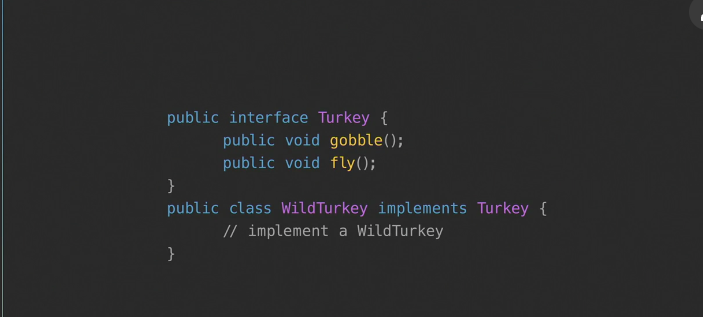 public interface Turkey {
public void gobble();
public void fly();
}
public class WildTurkey implements Turkey {
// implement a WildTurkey
}